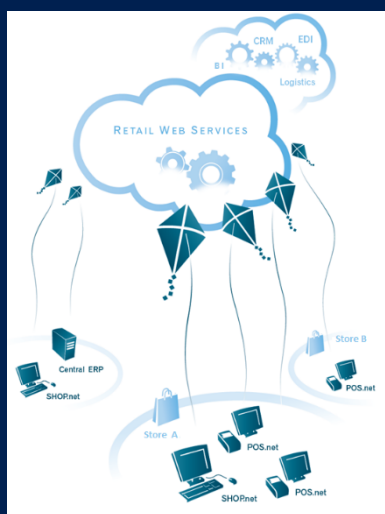 CRM
EDI
BI
Logistics
RETAIL WEB SERVICES
Central ERP
SHOP.net
Store B
POS.net
Store A
POS.net
SHOP.net
POS.net